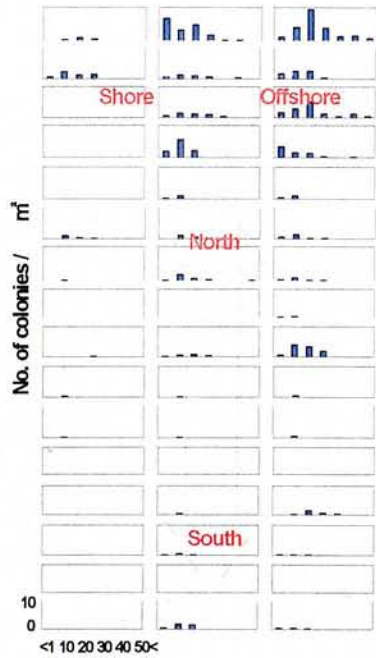 Shore
Offshore
North
South
No. of colonies / m²
10
0
<1 10 20 30 40 50<